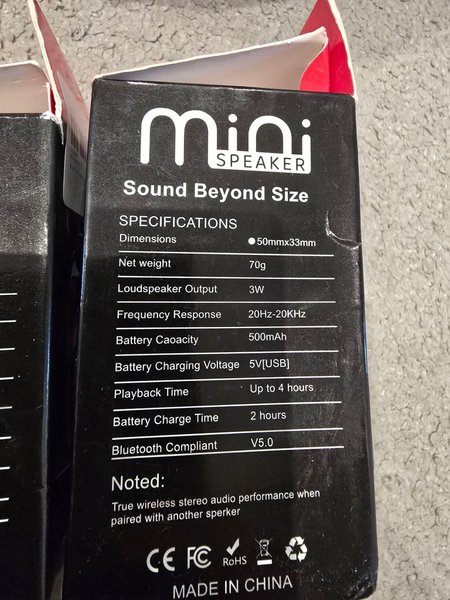 mini
SPEAKER
Sound Beyond Size
SPECIFICATIONS
Dimensions ●50mmx33mm
Net weight 70g
Loudspeaker Output 3W
Frequency Response 20Hz-20KHz
Battery Caoacity 500mAh
Battery Charging Voltage 5V[USB]
Playback Time Up to 4 hours
Battery Charge Time 2 hours
Bluetooth Compliant V5.0
Noted:
True wireless stereo audio performance when
paired with another sperker
CE FC RoHS
MADE IN CHINA